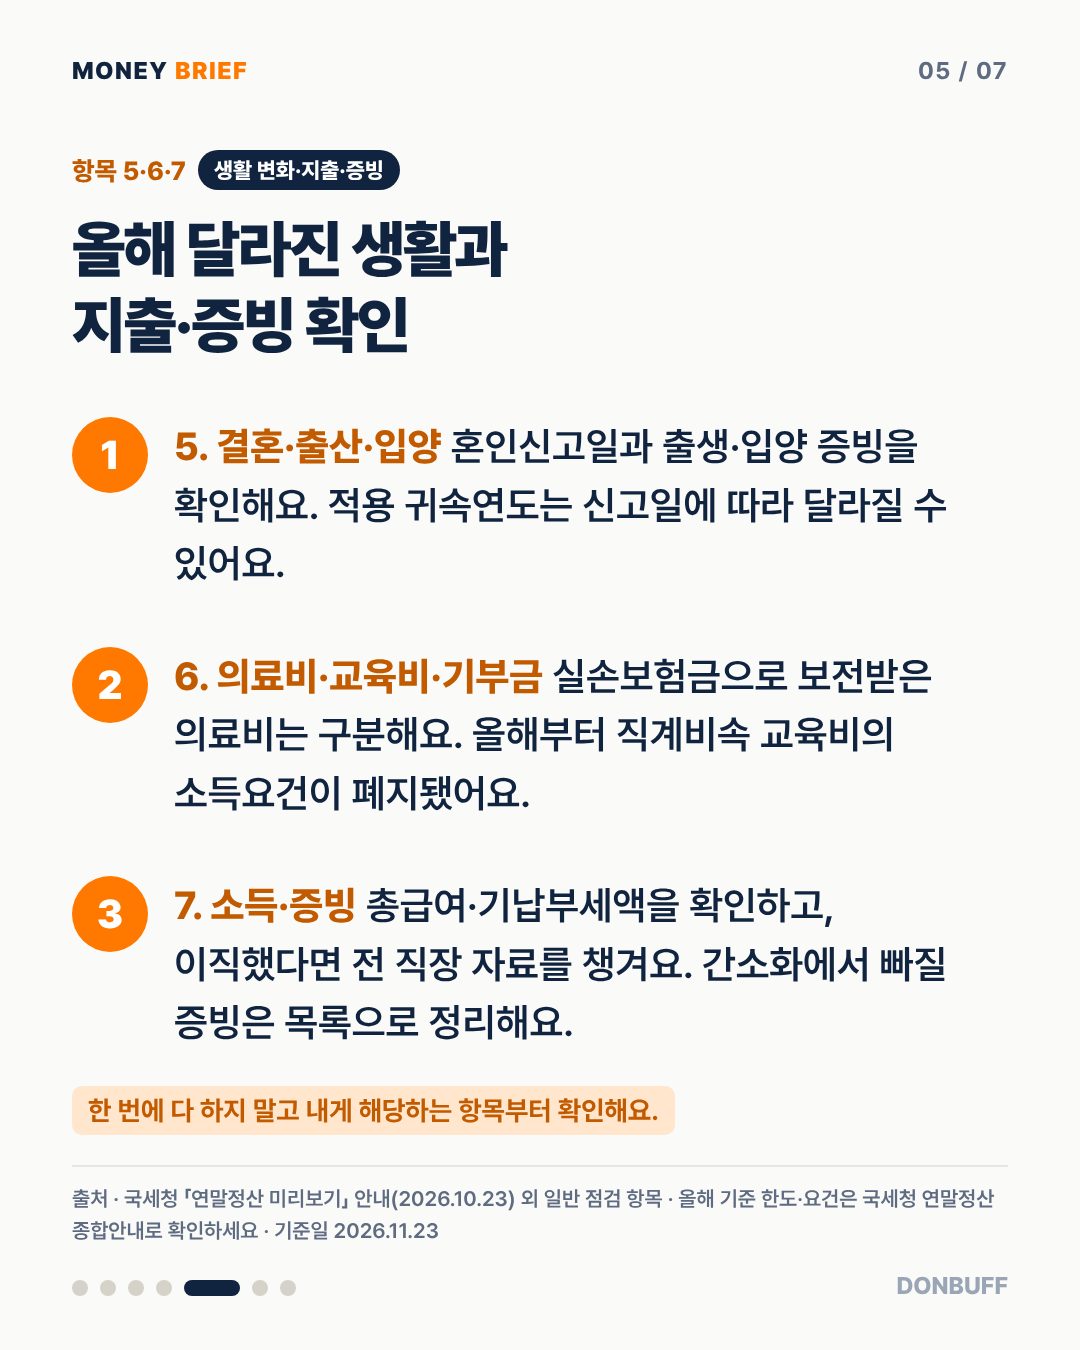 MONEY BRIEF
05 / 07
항목 5·6·7 생활 변화·지출·증빙
올해 달라진 생활과
지출·증빙 확인
1 5. 결혼·출산·입양 혼인신고일과 출생·입양 증빙을
확인해요. 적용 귀속연도는 신고일에 따라 달라질 수
있어요.
2 6. 의료비·교육비·기부금 실손보험금으로 보전받은
의료비는 구분해요. 올해부터 직계비속 교육비의
소득요건이 폐지됐어요.
3 7. 소득·증빙 총급여·기납부세액을 확인하고,
이직했다면 전 직장 자료를 챙겨요. 간소화에서 빠질
증빙은 목록으로 정리해요.
한 번에 다 하지 말고 내게 해당하는 항목부터 확인해요.
출처 · 국세청 「연말정산 미리보기」 안내(2026.10.23) 외 일반 점검 항목 · 올해 기준 한도·요건은 국세청 연말정산
종합안내로 확인하세요 · 기준일 2026.11.23
DONBUFF